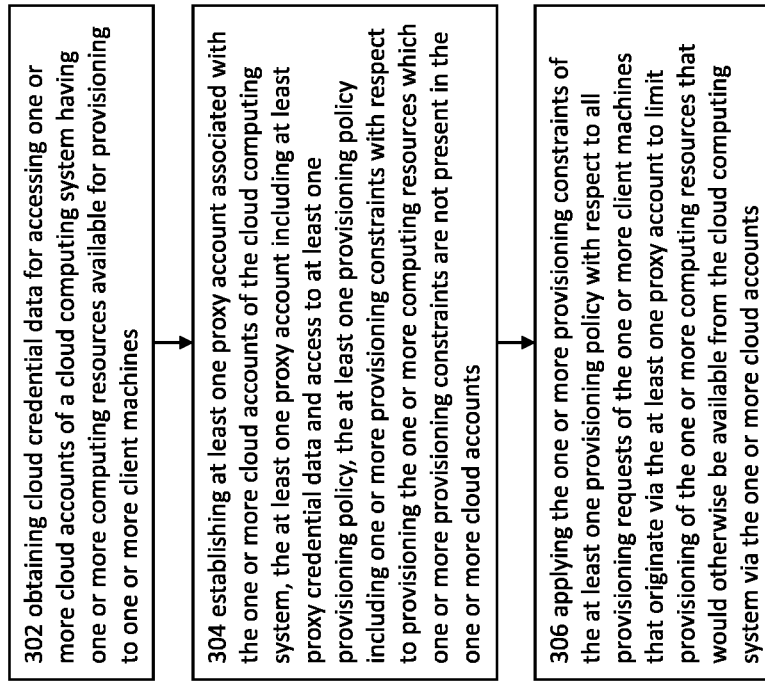 302 obtaining cloud credential data for accessing one or
more cloud accounts of a cloud computing system having
one or more computing resources available for provisioning
to one or more client machines
304 establishing at least one proxy account associated with
the one or more cloud accounts of the cloud computing
system, the at least one proxy account including at least
proxy credential data and access to at least one
provisioning policy, the at least one provisioning policy
including one or more provisioning constraints with respect
to provisioning the one or more computing resources which
one or more provisioning constraints are not present in the
one or more cloud accounts
306 applying the one or more provisioning constraints of
the at least one provisioning policy with respect to all
provisioning requests of the one or more client machines
that originate via the at least one proxy account to limit
provisioning of the one or more computing resources that
would otherwise be available from the cloud computing
system via the one or more cloud accounts